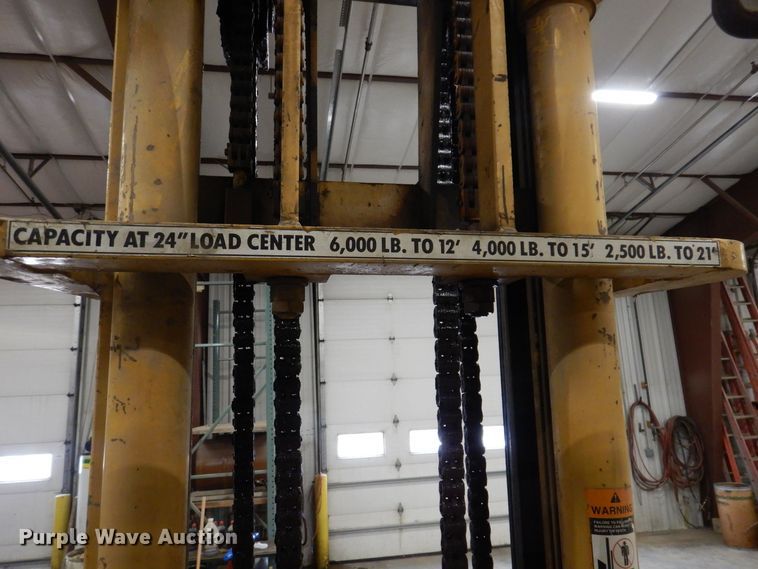 CAPACITY AT 24" LOAD CENTER 6,000 LB. TO 12' 4,000 LB. TO 15' 2,500 LB. TO 21'
WARNING
Purple Wave Auction®